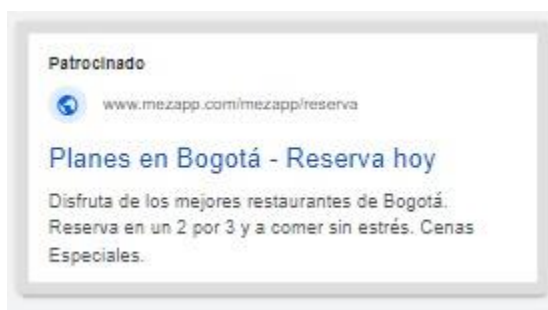 Patrocinado
www.mezapp.com/mezapp/reserva
Planes en Bogotá - Reserva hoy
Disfruta de los mejores restaurantes de Bogotá.
Reserva en un 2 por 3 y a comer sin estrés. Cenas
Especiales.